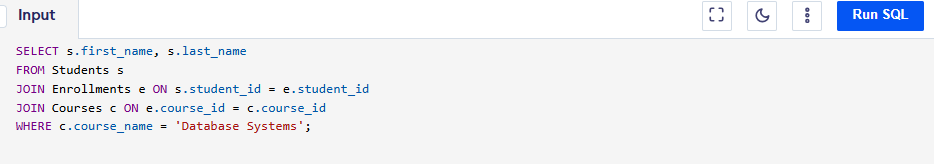 Input
Run SQL
SELECT s.first_name, s.last_name
FROM Students s
JOIN Enrollments e ON s.student_id = e.student_id
JOIN Courses c ON e.course_id = c.course_id
WHERE c.course_name = 'Database Systems';